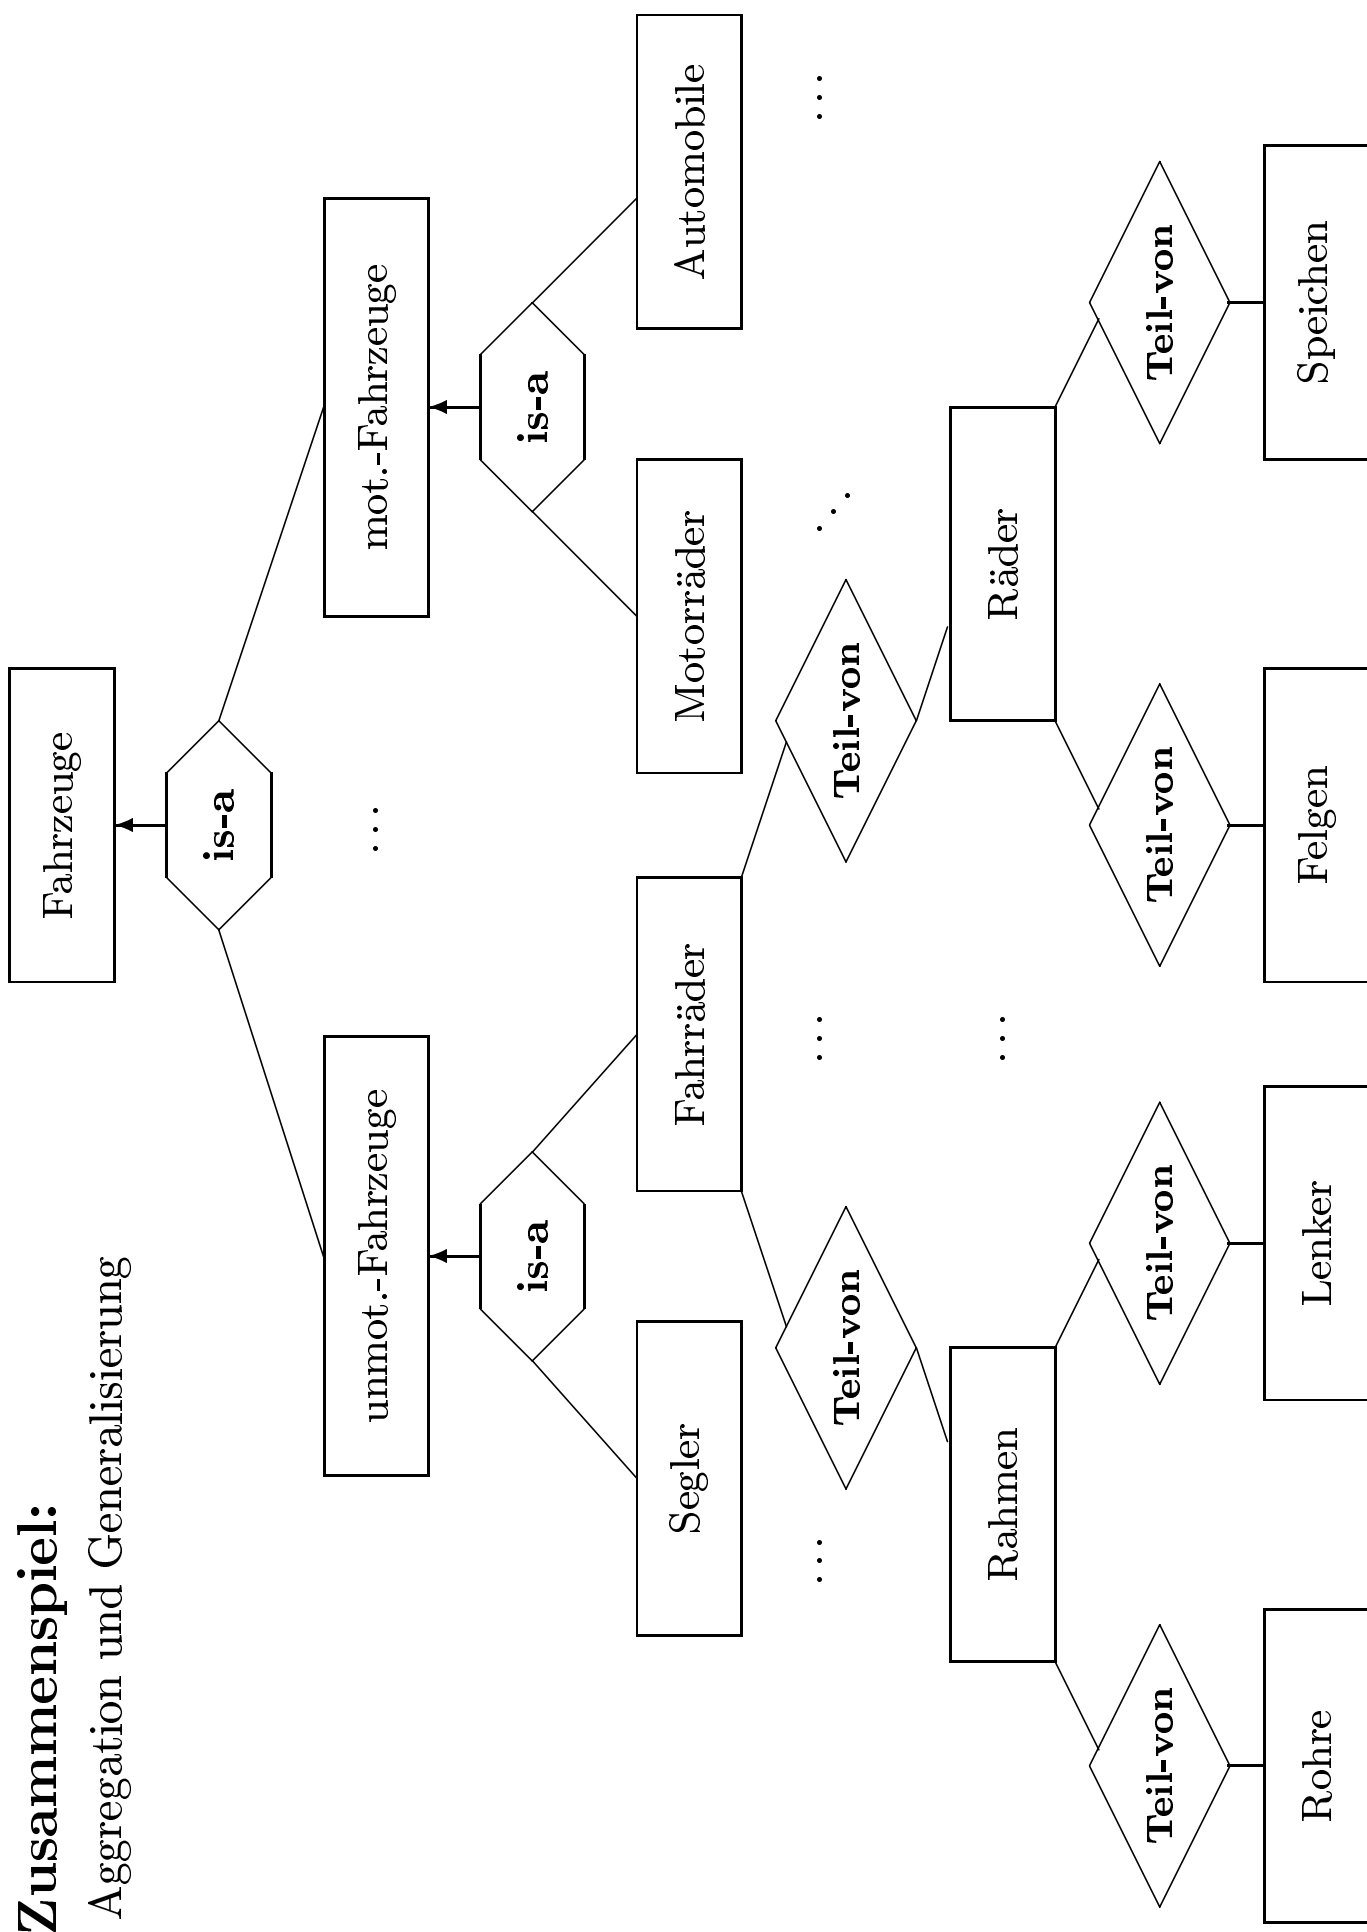 Zusammenspiel:
Aggregation und Generalisierung
Fahrzeuge
is-a
unmot.-Fahrzeuge
...
mot.-Fahrzeuge
is-a
is-a
Segler
Fahrräder
Motorräder
Automobile
...
Teil-von
...
Teil-von
...
...
Rahmen
...
Räder
Teil-von
Teil-von
Teil-von
Teil-von
Rohre
Lenker
Felgen
Speichen